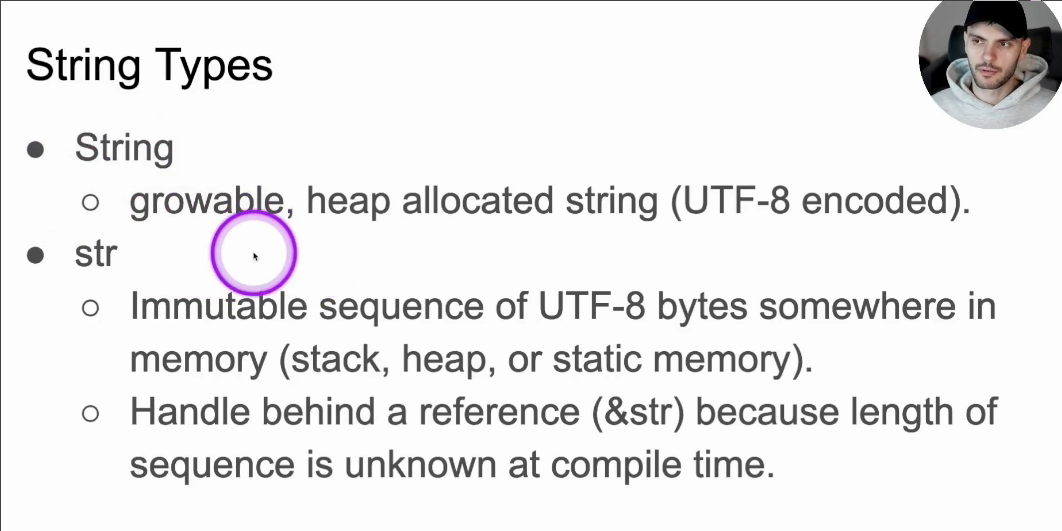 String Types
● String
○ growable, heap allocated string (UTF-8 encoded).
● str
○ Immutable sequence of UTF-8 bytes somewhere in
memory (stack, heap, or static memory).
○ Handle behind a reference (&str) because length of
sequence is unknown at compile time.